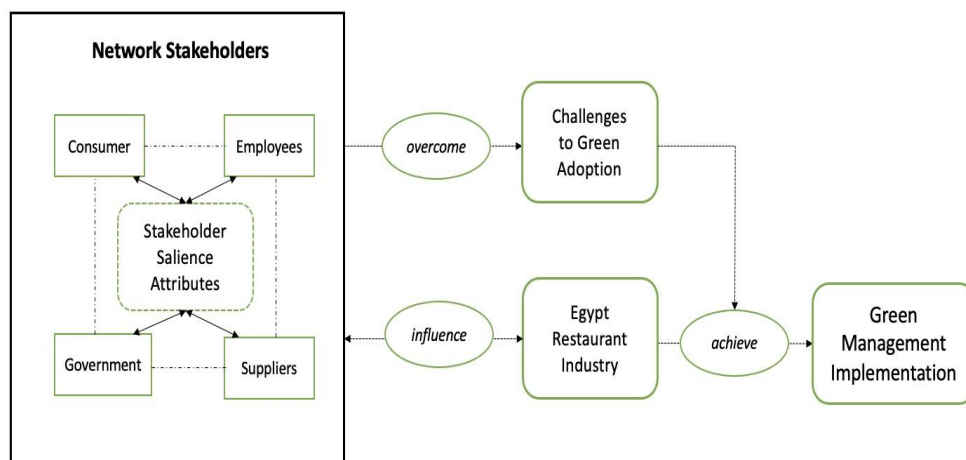 Network Stakeholders
Consumer
Employees
Stakeholder
Salience
Attributes
Government
Suppliers
overcome
Challenges
to Green
Adoption
influence
Egypt
Restaurant
Industry
achieve
Green
Management
Implementation